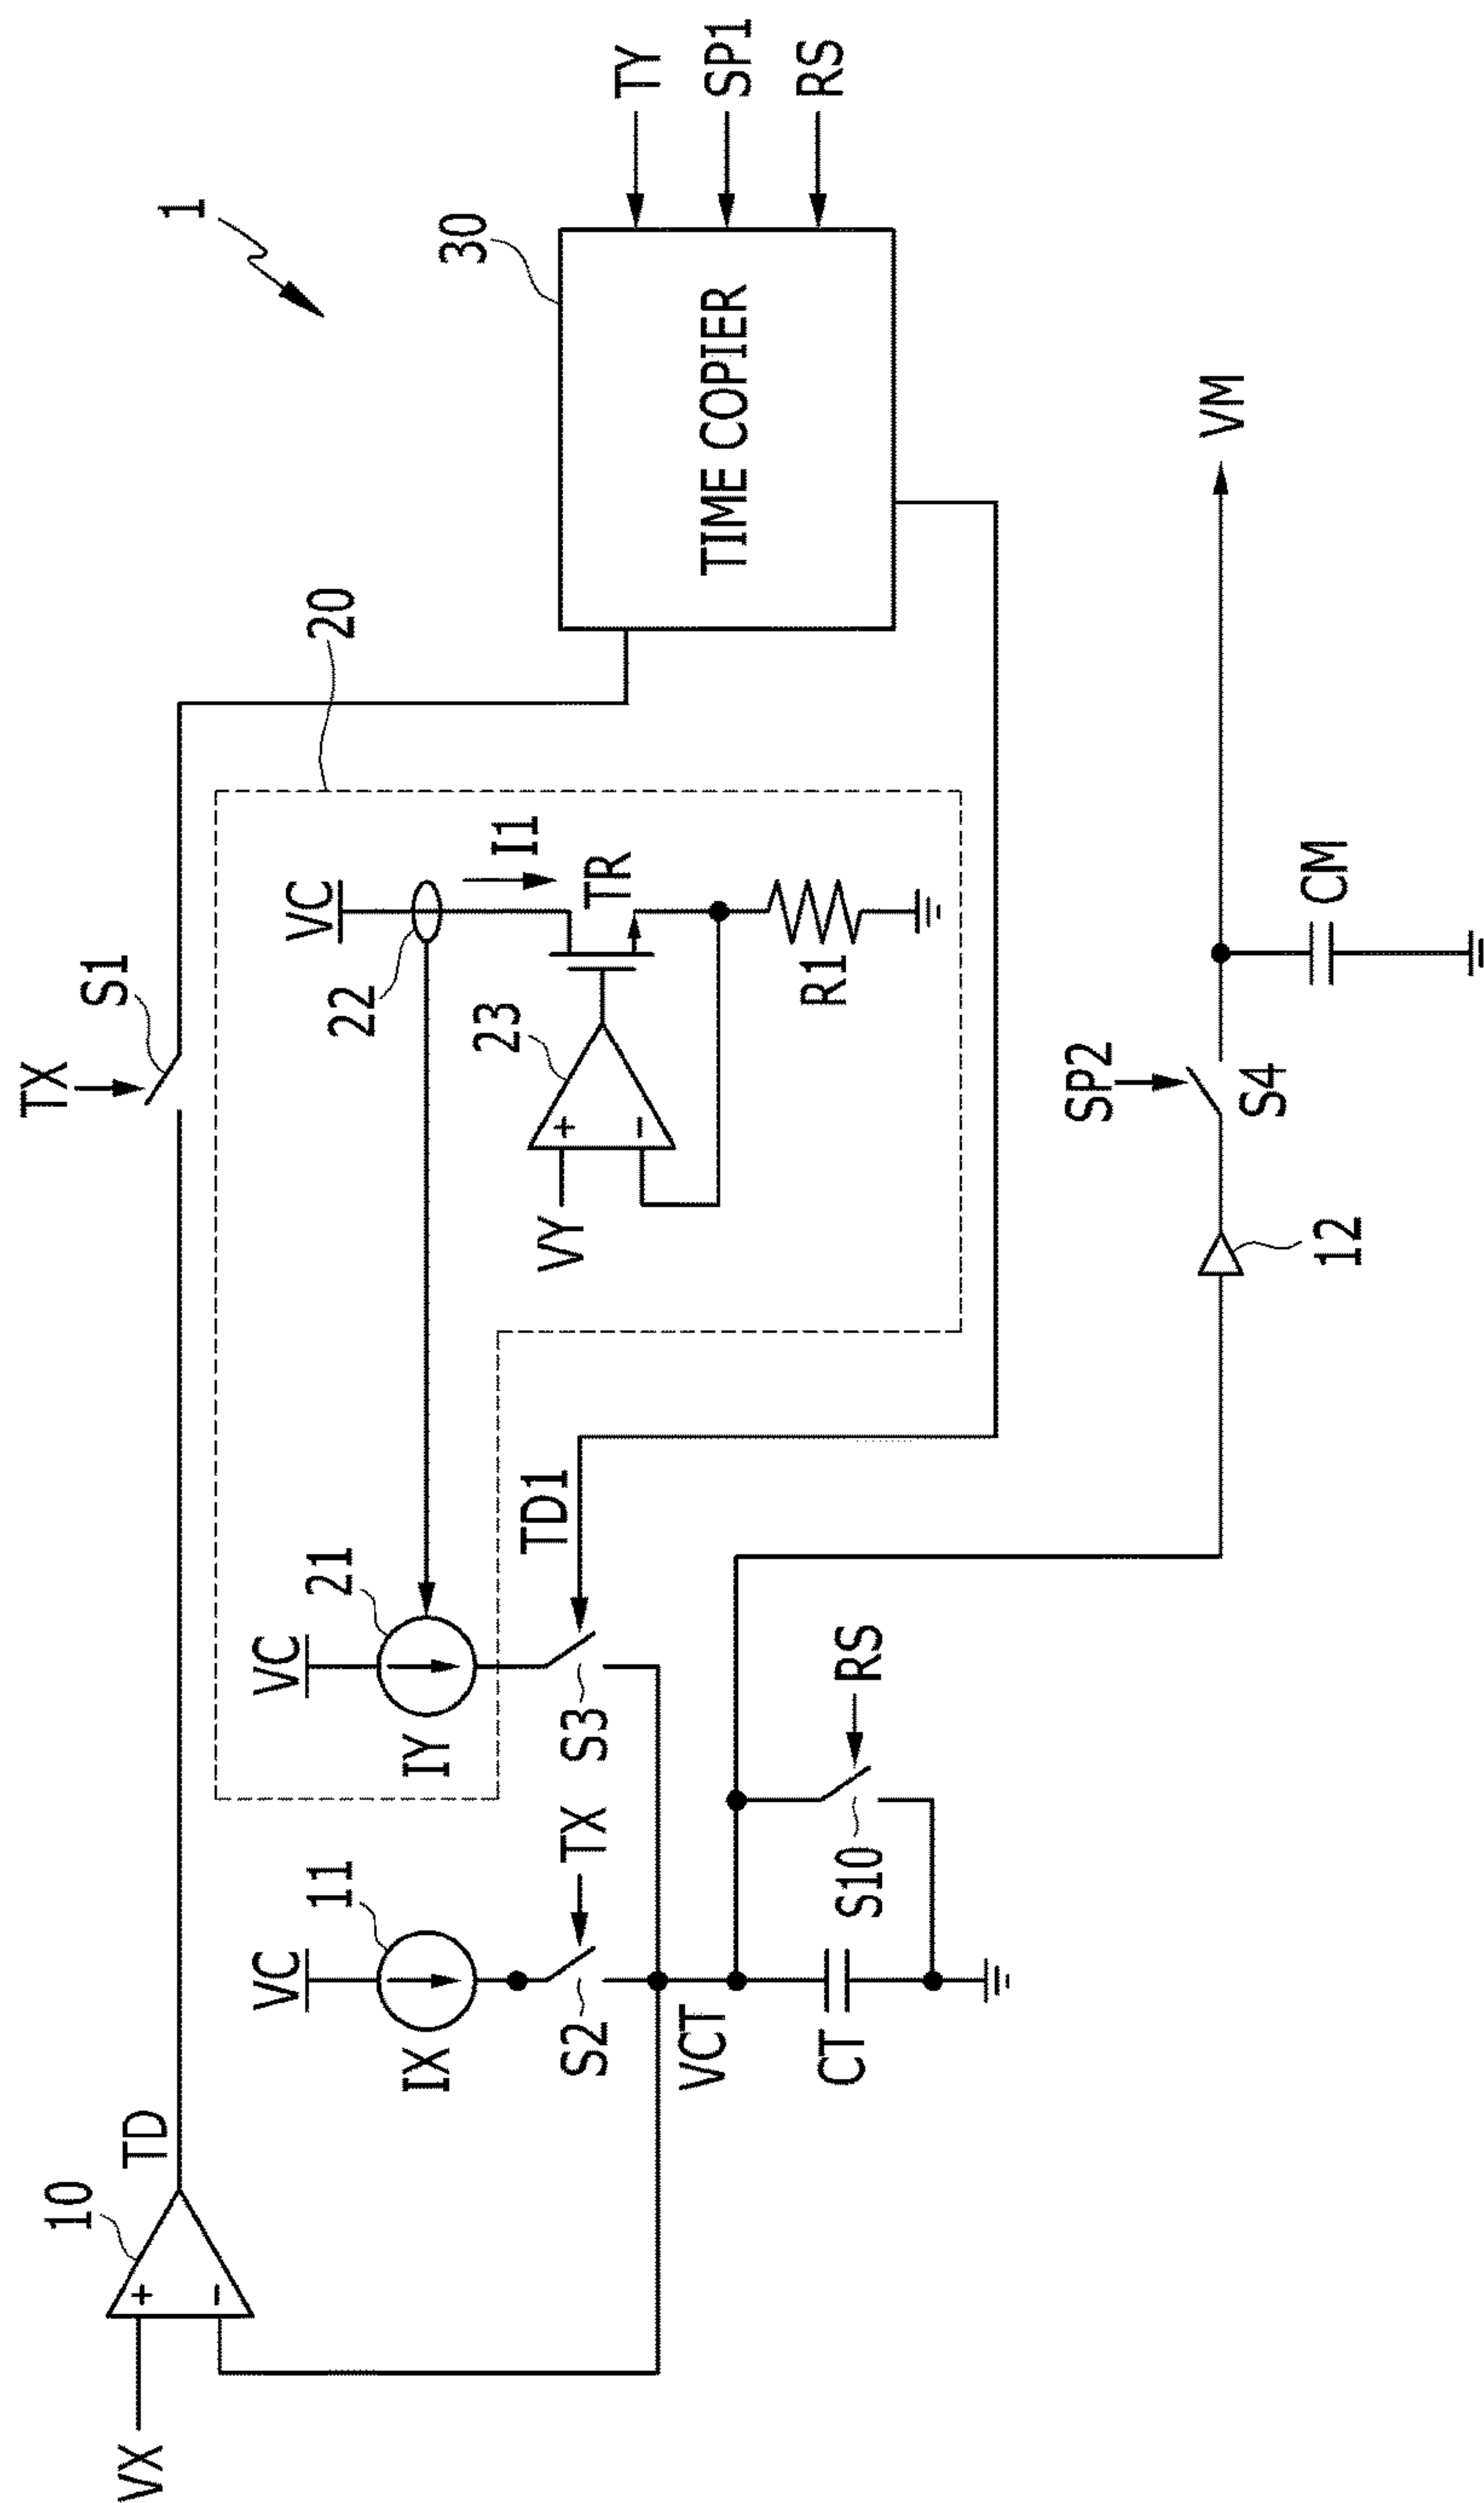 1
TX
S1
20
30
TY
SP1
RS
TIME COPIER
10
TD
VX
+
−
VC
11
IX
S2
TX
VC
21
IY
S3
TD1
22
VC
I1
TR
23
VY
+
−
R1
VCT
CT
S10
RS
12
SP2
S4
VM
CM